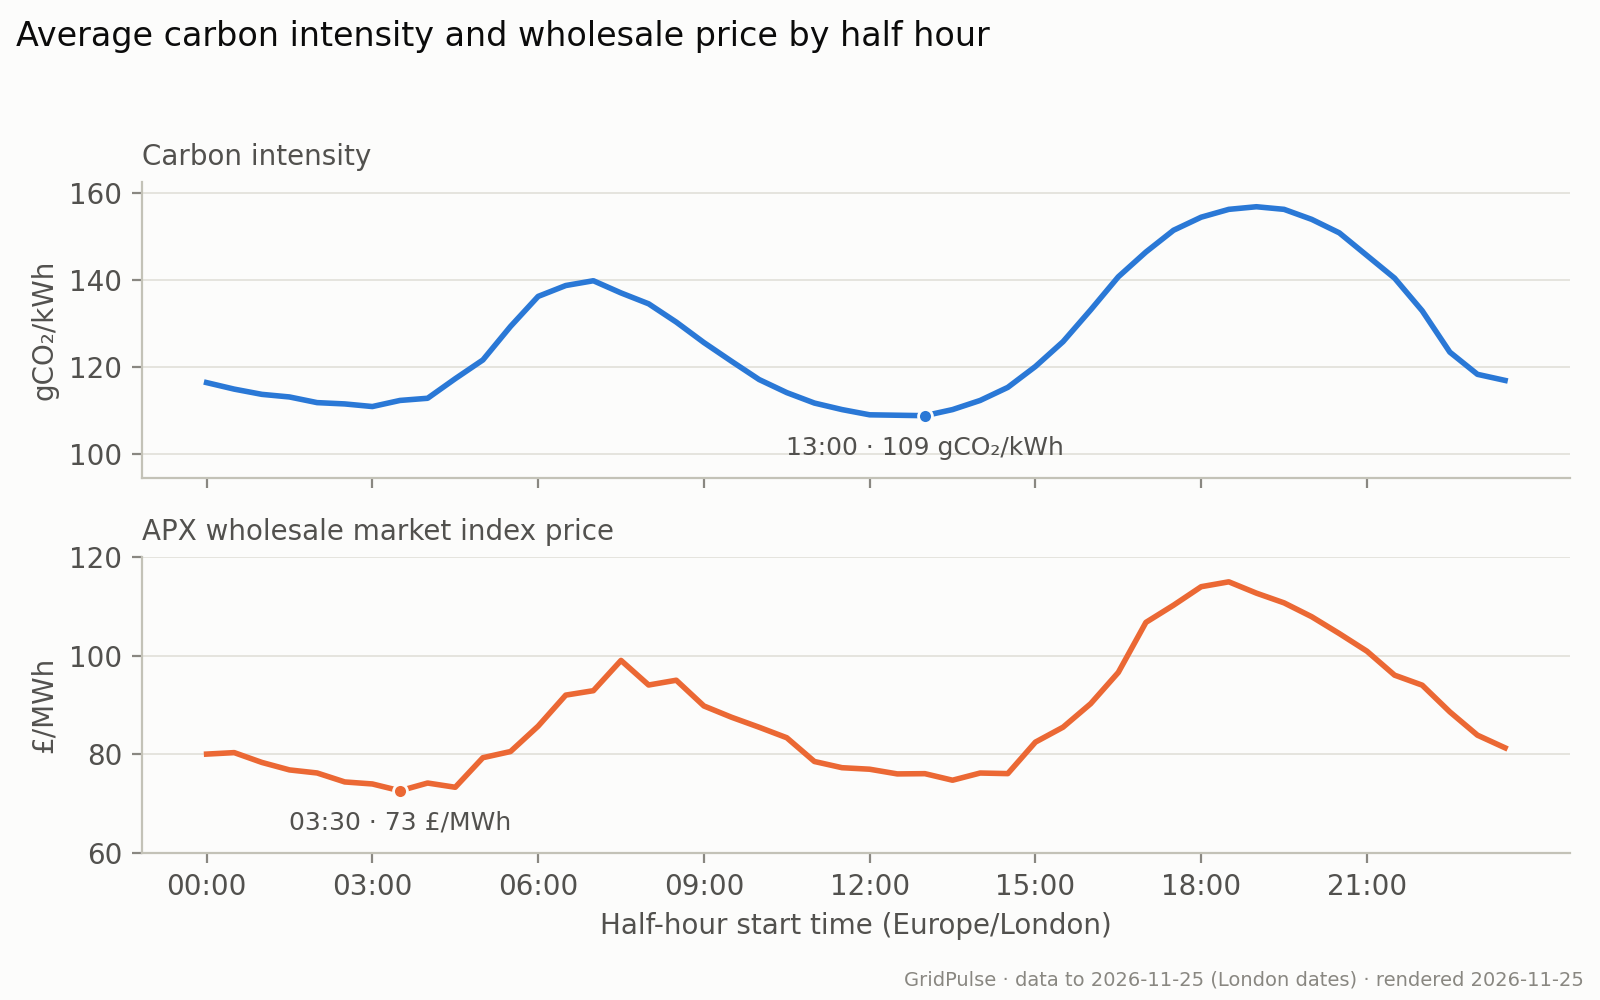 Average carbon intensity and wholesale price by half hour
Carbon intensity
gCO₂/kWh
160
140
120
100
13:00 · 109 gCO₂/kWh
APX wholesale market index price
£/MWh
120
100
80
60
03:30 · 73 £/MWh
00:00 03:00 06:00 09:00 12:00 15:00 18:00 21:00
Half-hour start time (Europe/London)
GridPulse · data to 2026-11-25 (London dates) · rendered 2026-11-25